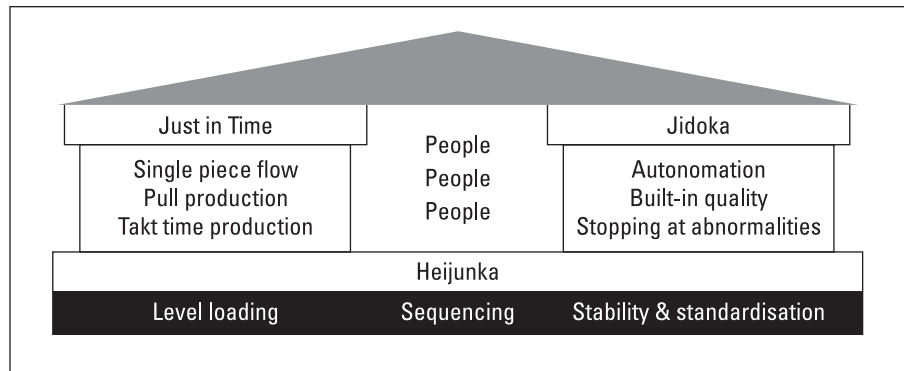 Just in Time
Single piece flow
Pull production
Takt time production
People
People
People
Jidoka
Autonomation
Built-in quality
Stopping at abnormalities
Heijunka
Level loading Sequencing Stability & standardisation